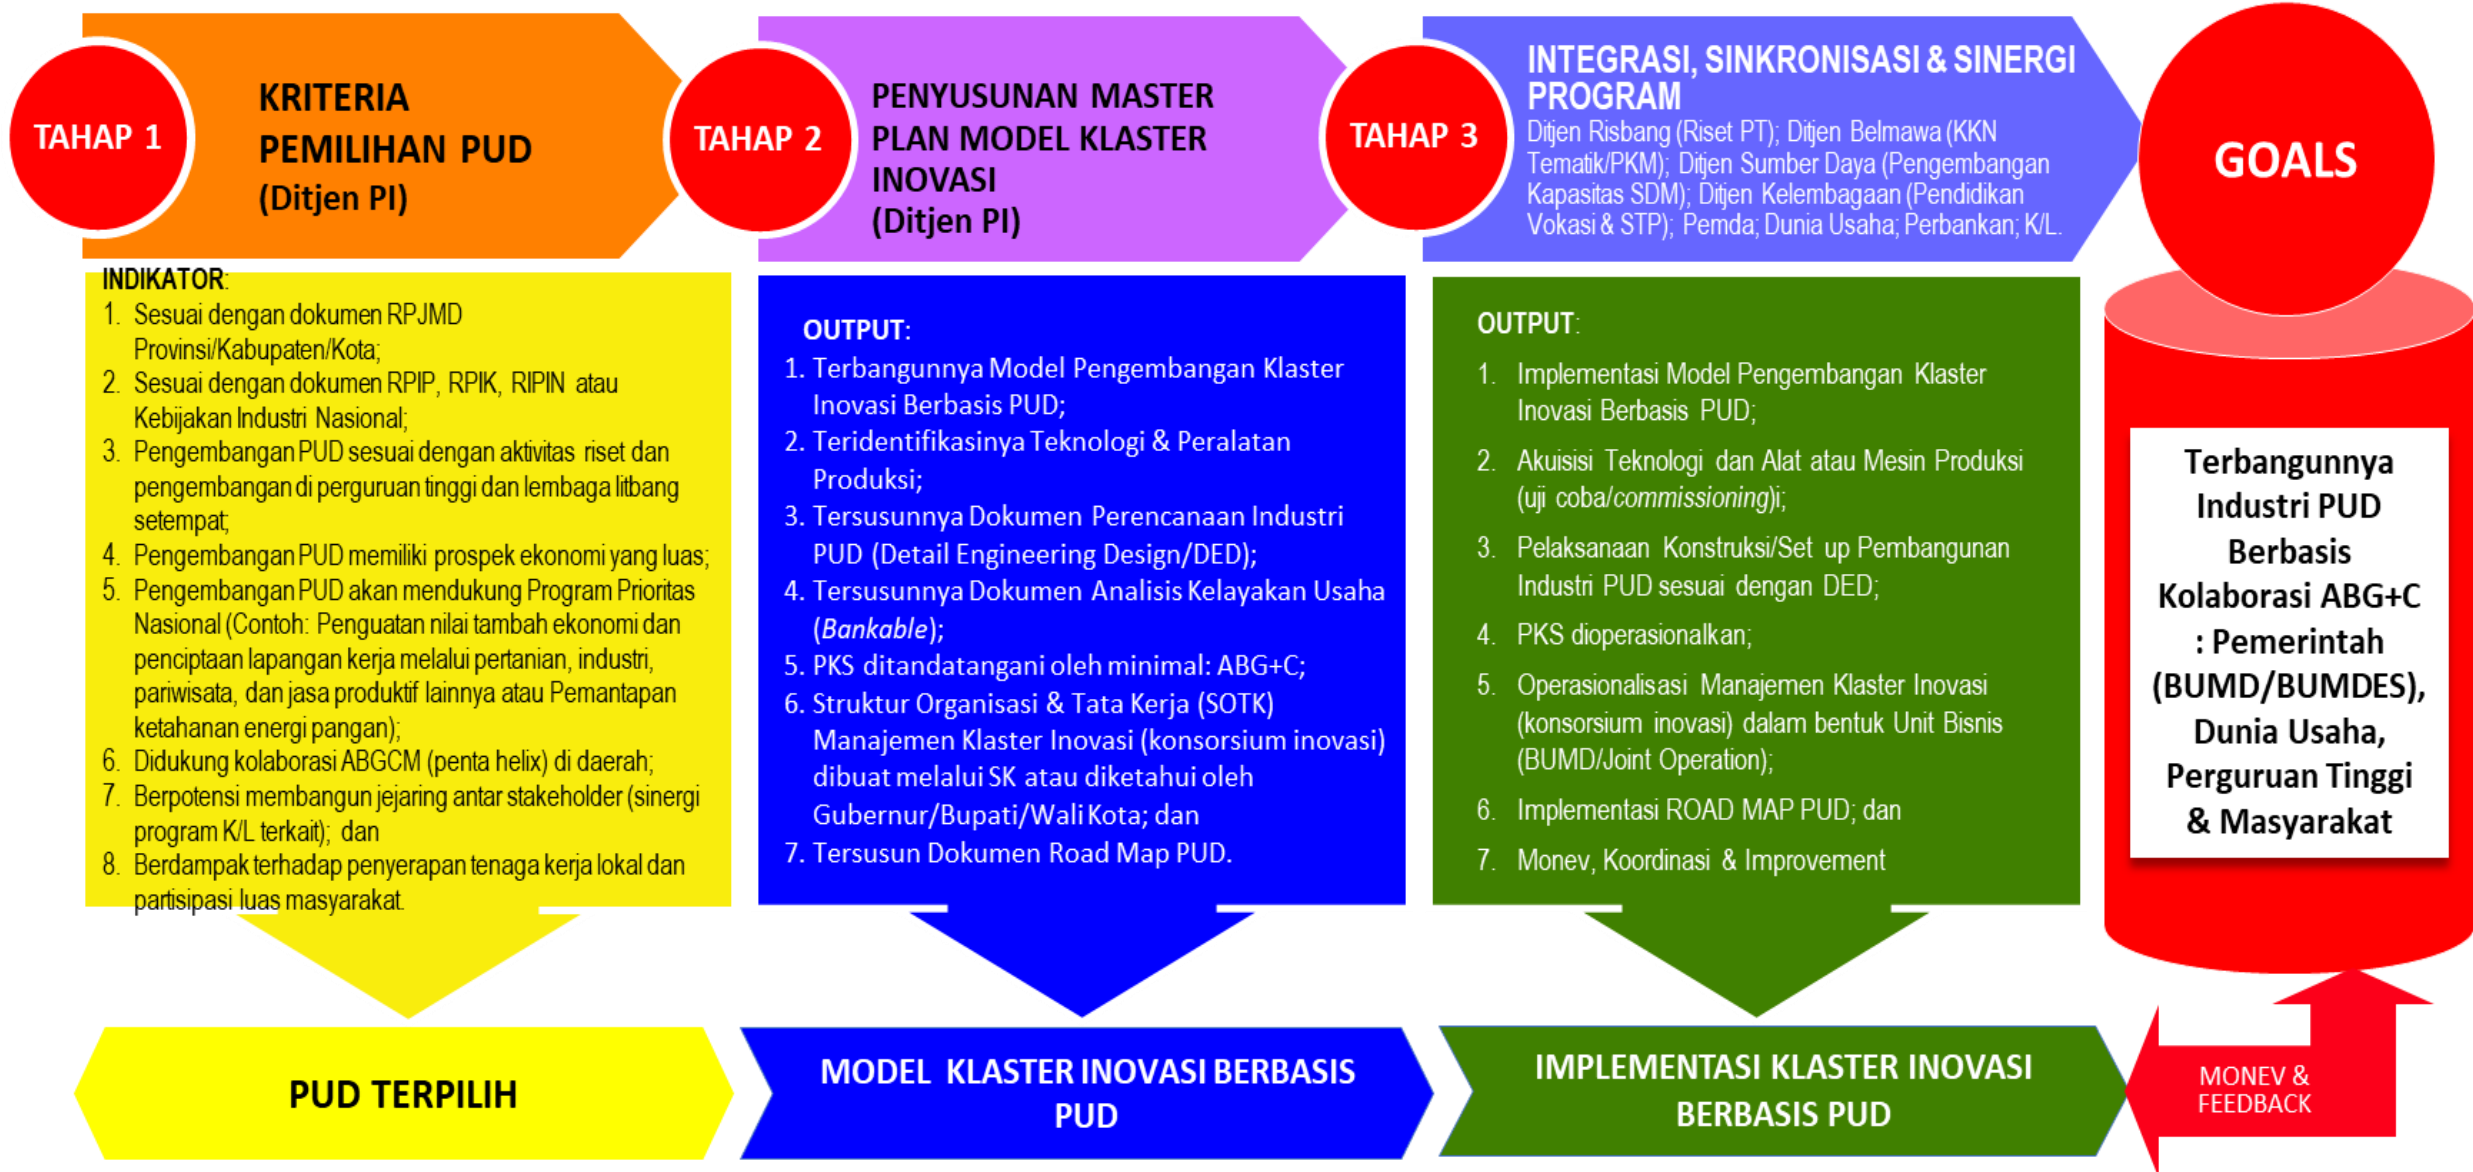 TAHAP 1
KRITERIA
PEMILIHAN PUD
(Ditjen PI)
TAHAP 2
PENYUSUNAN MASTER
PLAN MODEL KLASTER
INOVASI
(Ditjen PI)
TAHAP 3
INTEGRASI, SINKRONISASI & SINERGI
PROGRAM
Ditjen Risbang (Riset PT); Ditjen Belmawa (KKN
Tematik/PKM); Ditjen Sumber Daya (Pengembangan
Kapasitas SDM); Ditjen Kelembagaan (Pendidikan
Vokasi & STP); Pemda; Dunia Usaha; Perbankan; K/L.
GOALS
INDIKATOR:
1. Sesuai dengan dokumen RPJMD
Provinsi/Kabupaten/Kota;
2. Sesuai dengan dokumen RPIP, RPIK, RIPIN atau
Kebijakan Industri Nasional;
3. Pengembangan PUD sesuai dengan aktivitas riset dan
pengembangan di perguruan tinggi dan lembaga litbang
setempat;
4. Pengembangan PUD memiliki prospek ekonomi yang luas;
5. Pengembangan PUD akan mendukung Program Prioritas
Nasional (Contoh: Penguatan nilai tambah ekonomi dan
penciptaan lapangan kerja melalui pertanian, industri,
pariwisata, dan jasa produktif lainnya atau Pemantapan
ketahanan energi pangan);
6. Didukung kolaborasi ABGCM (penta helix) di daerah;
7. Berpotensi membangun jejaring antar stakeholder (sinergi
program K/L terkait); dan
8. Berdampak terhadap penyerapan tenaga kerja lokal dan
partisipasi luas masyarakat.
OUTPUT:
1. Terbangunnya Model Pengembangan Klaster
Inovasi Berbasis PUD;
2. Teridentifikasinya Teknologi & Peralatan
Produksi;
3. Tersusunnya Dokumen Perencanaan Industri
PUD (Detail Engineering Design/DED);
4. Tersusunnya Dokumen Analisis Kelayakan Usaha
(Bankable);
5. PKS ditandatangani oleh minimal: ABG+C;
6. Struktur Organisasi & Tata Kerja (SOTK)
Manajemen Klaster Inovasi (konsorsium inovasi)
dibuat melalui SK atau diketahui oleh
Gubernur/Bupati/Wali Kota; dan
7. Tersusun Dokumen Road Map PUD.
OUTPUT:
1. Implementasi Model Pengembangan Klaster
Inovasi Berbasis PUD;
2. Akuisisi Teknologi dan Alat atau Mesin Produksi
(uji coba/commissioning)i;
3. Pelaksanaan Konstruksi/Set up Pembangunan
Industri PUD sesuai dengan DED;
4. PKS dioperasionalkan;
5. Operasionalisasi Manajemen Klaster Inovasi
(konsorsium inovasi) dalam bentuk Unit Bisnis
(BUMD/Joint Operation);
6. Implementasi ROAD MAP PUD; dan
7. Monev, Koordinasi & Improvement
Terbangunnya
Industri PUD
Berbasis
Kolaborasi ABG+C
: Pemerintah
(BUMD/BUMDES),
Dunia Usaha,
Perguruan Tinggi
& Masyarakat
PUD TERPILIH
MODEL KLASTER INOVASI BERBASIS
PUD
IMPLEMENTASI KLASTER INOVASI
BERBASIS PUD
MONEV &
FEEDBACK